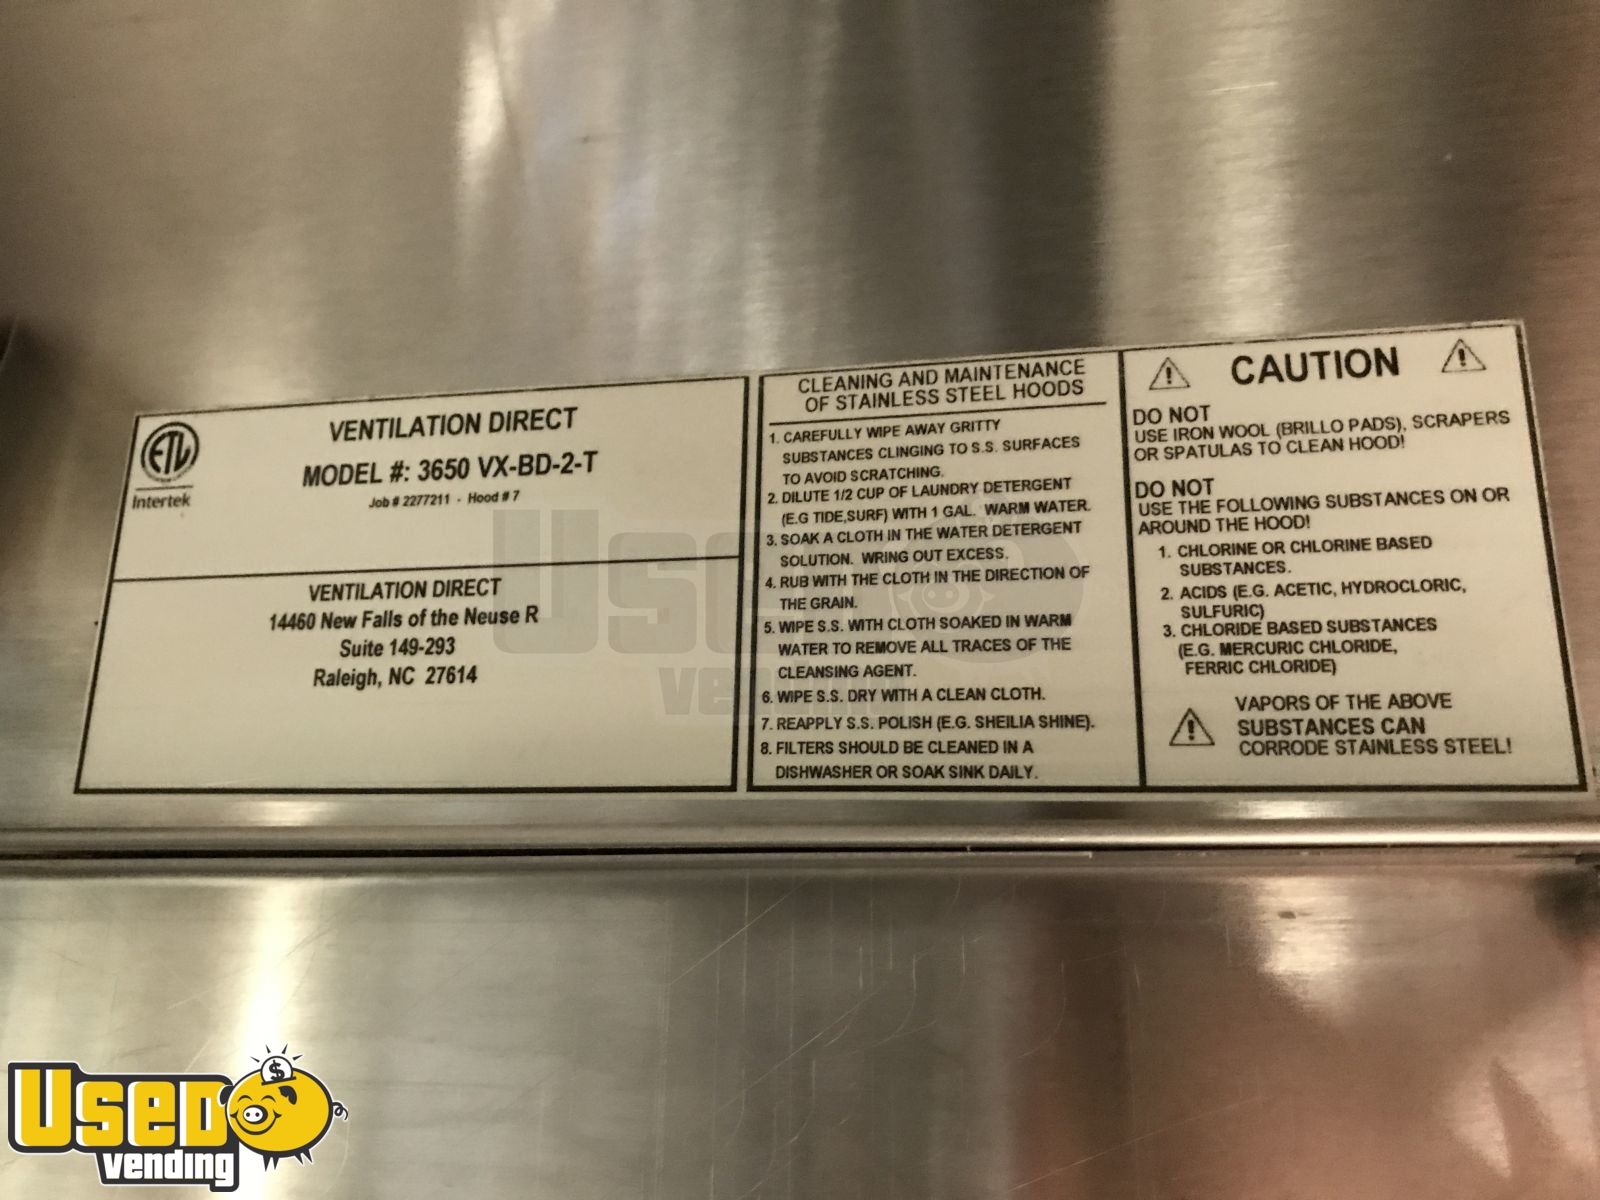 ETL
Intertek
VENTILATION DIRECT
MODEL #: 3650 VX-BD-2-T
Job # 2277211 - Hood # 7
VENTILATION DIRECT
14460 New Falls of the Neuse R
Suite 149-293
Raleigh, NC 27614
CLEANING AND MAINTENANCE
OF STAINLESS STEEL HOODS
1. CAREFULLY WIPE AWAY GRITTY
SUBSTANCES CLINGING TO S.S. SURFACES
TO AVOID SCRATCHING.
2. DILUTE 1/2 CUP OF LAUNDRY DETERGENT
(E.G TIDE,SURF) WITH 1 GAL. WARM WATER.
3. SOAK A CLOTH IN THE WATER DETERGENT
SOLUTION. WRING OUT EXCESS.
4. RUB WITH THE CLOTH IN THE DIRECTION OF
THE GRAIN.
5. WIPE S.S. WITH CLOTH SOAKED IN WARM
WATER TO REMOVE ALL TRACES OF THE
CLEANSING AGENT.
6. WIPE S.S. DRY WITH A CLEAN CLOTH.
7. REAPPLY S.S. POLISH (E.G. SHEILIA SHINE).
8. FILTERS SHOULD BE CLEANED IN A
DISHWASHER OR SOAK SINK DAILY.
CAUTION
DO NOT
USE IRON WOOL (BRILLO PADS), SCRAPERS
OR SPATULAS TO CLEAN HOOD!
DO NOT
USE THE FOLLOWING SUBSTANCES ON OR
AROUND THE HOOD!
1. CHLORINE OR CHLORINE BASED
SUBSTANCES.
2. ACIDS (E.G. ACETIC, HYDROCLORIC,
SULFURIC)
3. CHLORIDE BASED SUBSTANCES
(E.G. MERCURIC CHLORIDE,
FERRIC CHLORIDE)
VAPORS OF THE ABOVE
SUBSTANCES CAN
CORRODE STAINLESS STEEL!
Used
vending
Used
vending